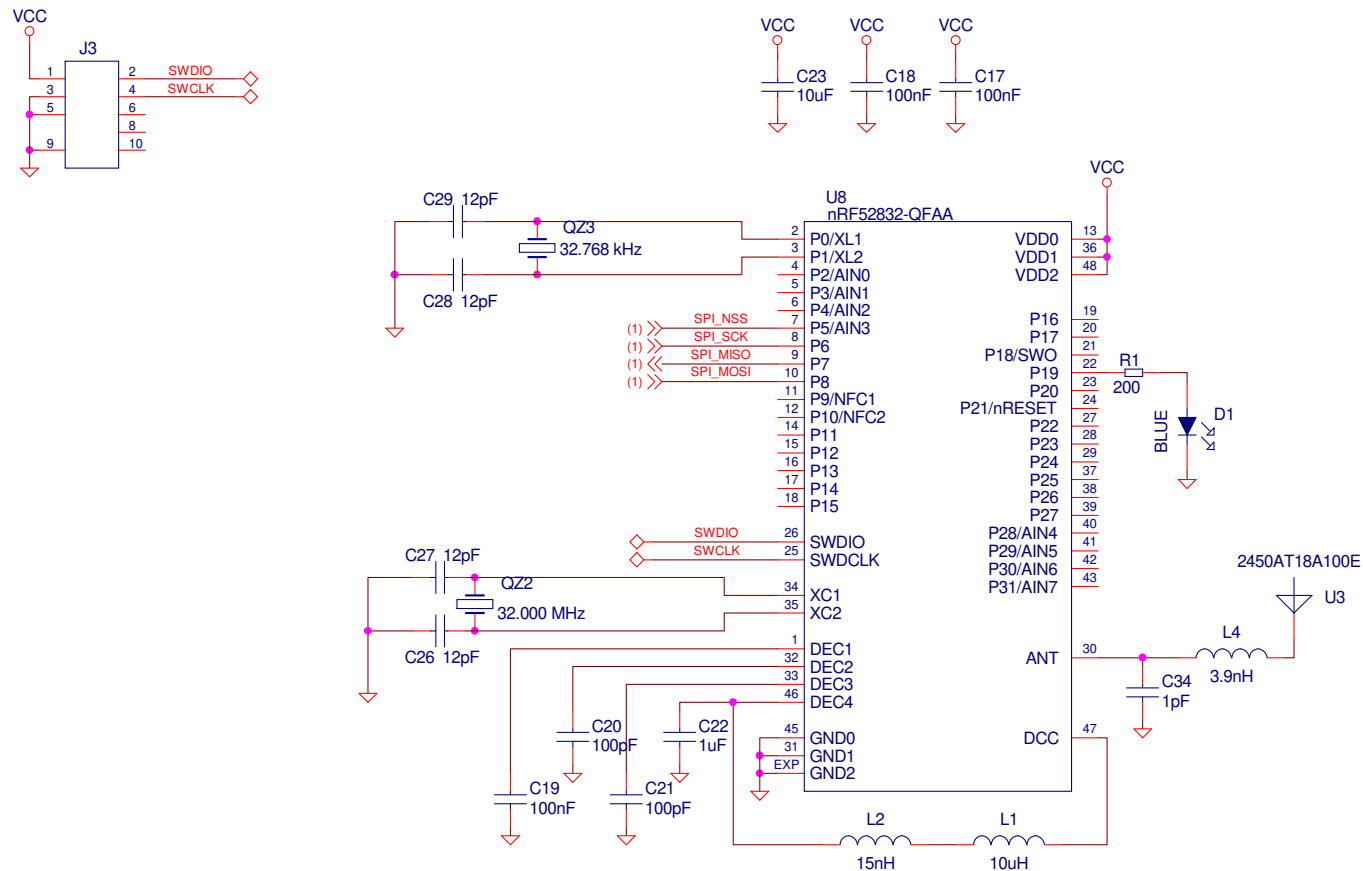 VCC
J3
1 2 SWDIO
3 4 SWCLK
5 6
8
9 10
VCC VCC VCC
C23 C18 C17
10uF 100nF 100nF
VCC
C29 12pF
QZ3
32.768 kHz
C28 12pF
U8
nRF52832-QFAA
2 P0/XL1
3 P1/XL2
4 P2/AIN0
5 P3/AIN1
6 P4/AIN2
(1) SPI_NSS 7 P5/AIN3
(1) SPI_SCK 8 P6
(1) SPI_MISO 9 P7
(1) SPI_MOSI 10 P8
11 P9/NFC1
12 P10/NFC2
14 P11
15 P12
16 P13
17 P14
18 P15
SWDIO 26 SWDIO
SWCLK 25 SWDCLK
34 XC1
35 XC2
1 DEC1
32 DEC2
33 DEC3
46 DEC4
45 GND0
31 GND1
EXP GND2
VDD0 13
VDD1 36
VDD2 48
P16 19
P17 20
P18/SWO 21
P19 22
P20 23
P21/nRESET 24
P22 27
P23 28
P24 29
P25 37
P26 38
P27 39
P28/AIN4 40
P29/AIN5 41
P30/AIN6 42
P31/AIN7 43
ANT 30
DCC 47
R1
200
BLUE
D1
2450AT18A100E
U3
L4
3.9nH
C34
1pF
C27 12pF
QZ2
32.000 MHz
C26 12pF
C20
100pF
C22
1uF
C19
100nF
C21
100pF
L2
15nH
L1
10uH